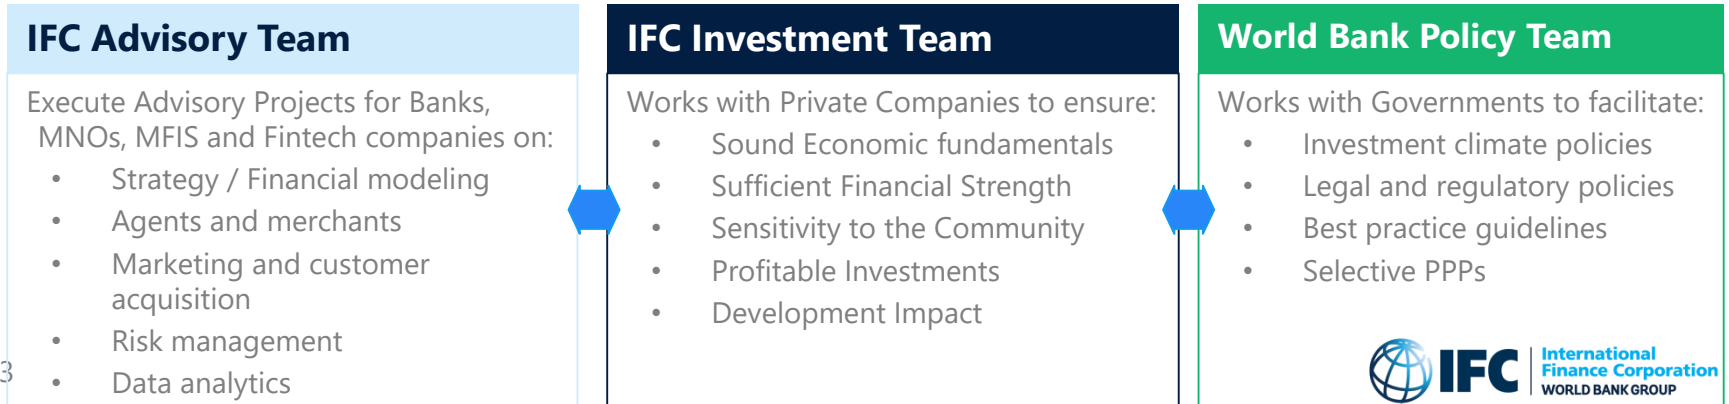 IFC Advisory Team
Execute Advisory Projects for Banks,
MNOs, MFIS and Fintech companies on:
• Strategy / Financial modeling
• Agents and merchants
• Marketing and customer
acquisition
• Risk management
• Data analytics
IFC Investment Team
Works with Private Companies to ensure:
• Sound Economic fundamentals
• Sufficient Financial Strength
• Sensitivity to the Community
• Profitable Investments
• Development Impact
World Bank Policy Team
Works with Governments to facilitate:
• Investment climate policies
• Legal and regulatory policies
• Best practice guidelines
• Selective PPPs
3
IFC
International
Finance Corporation
WORLD BANK GROUP